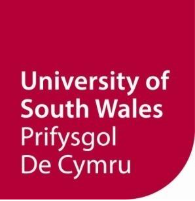 University of
South Wales
Prifysgol
De Cymru